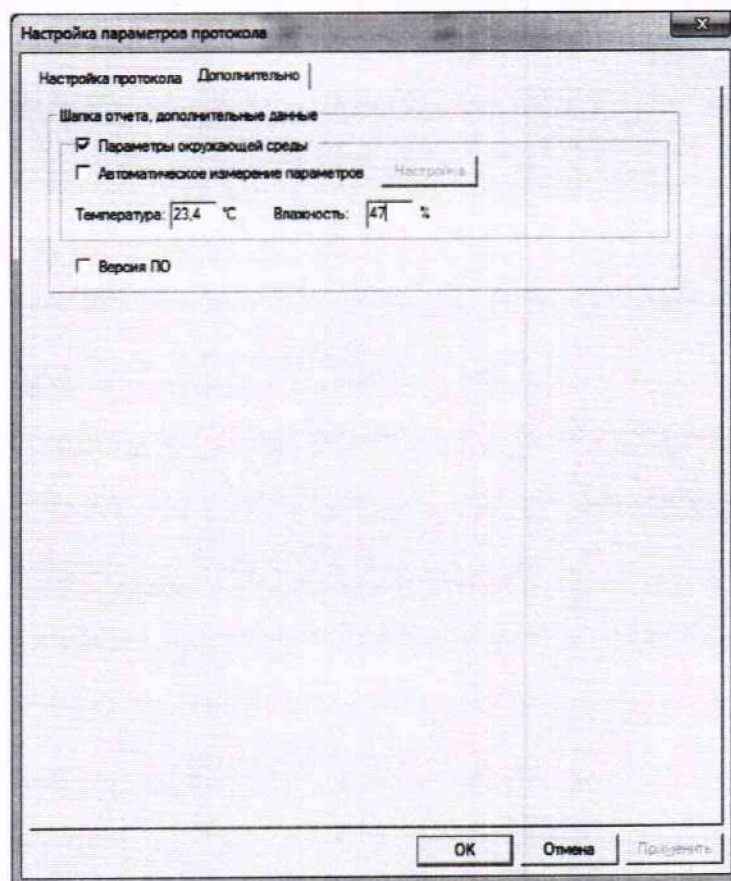 Настройка параметров протокола
Настройка протокола Дополнительно
Шапка отчета, дополнительные данные
Параметры окружающей среды
Автоматическое измерение параметров Настройка
Температура: 23,4 °C Влажность: 47 %
Версия ПО
OK Отмена Применить